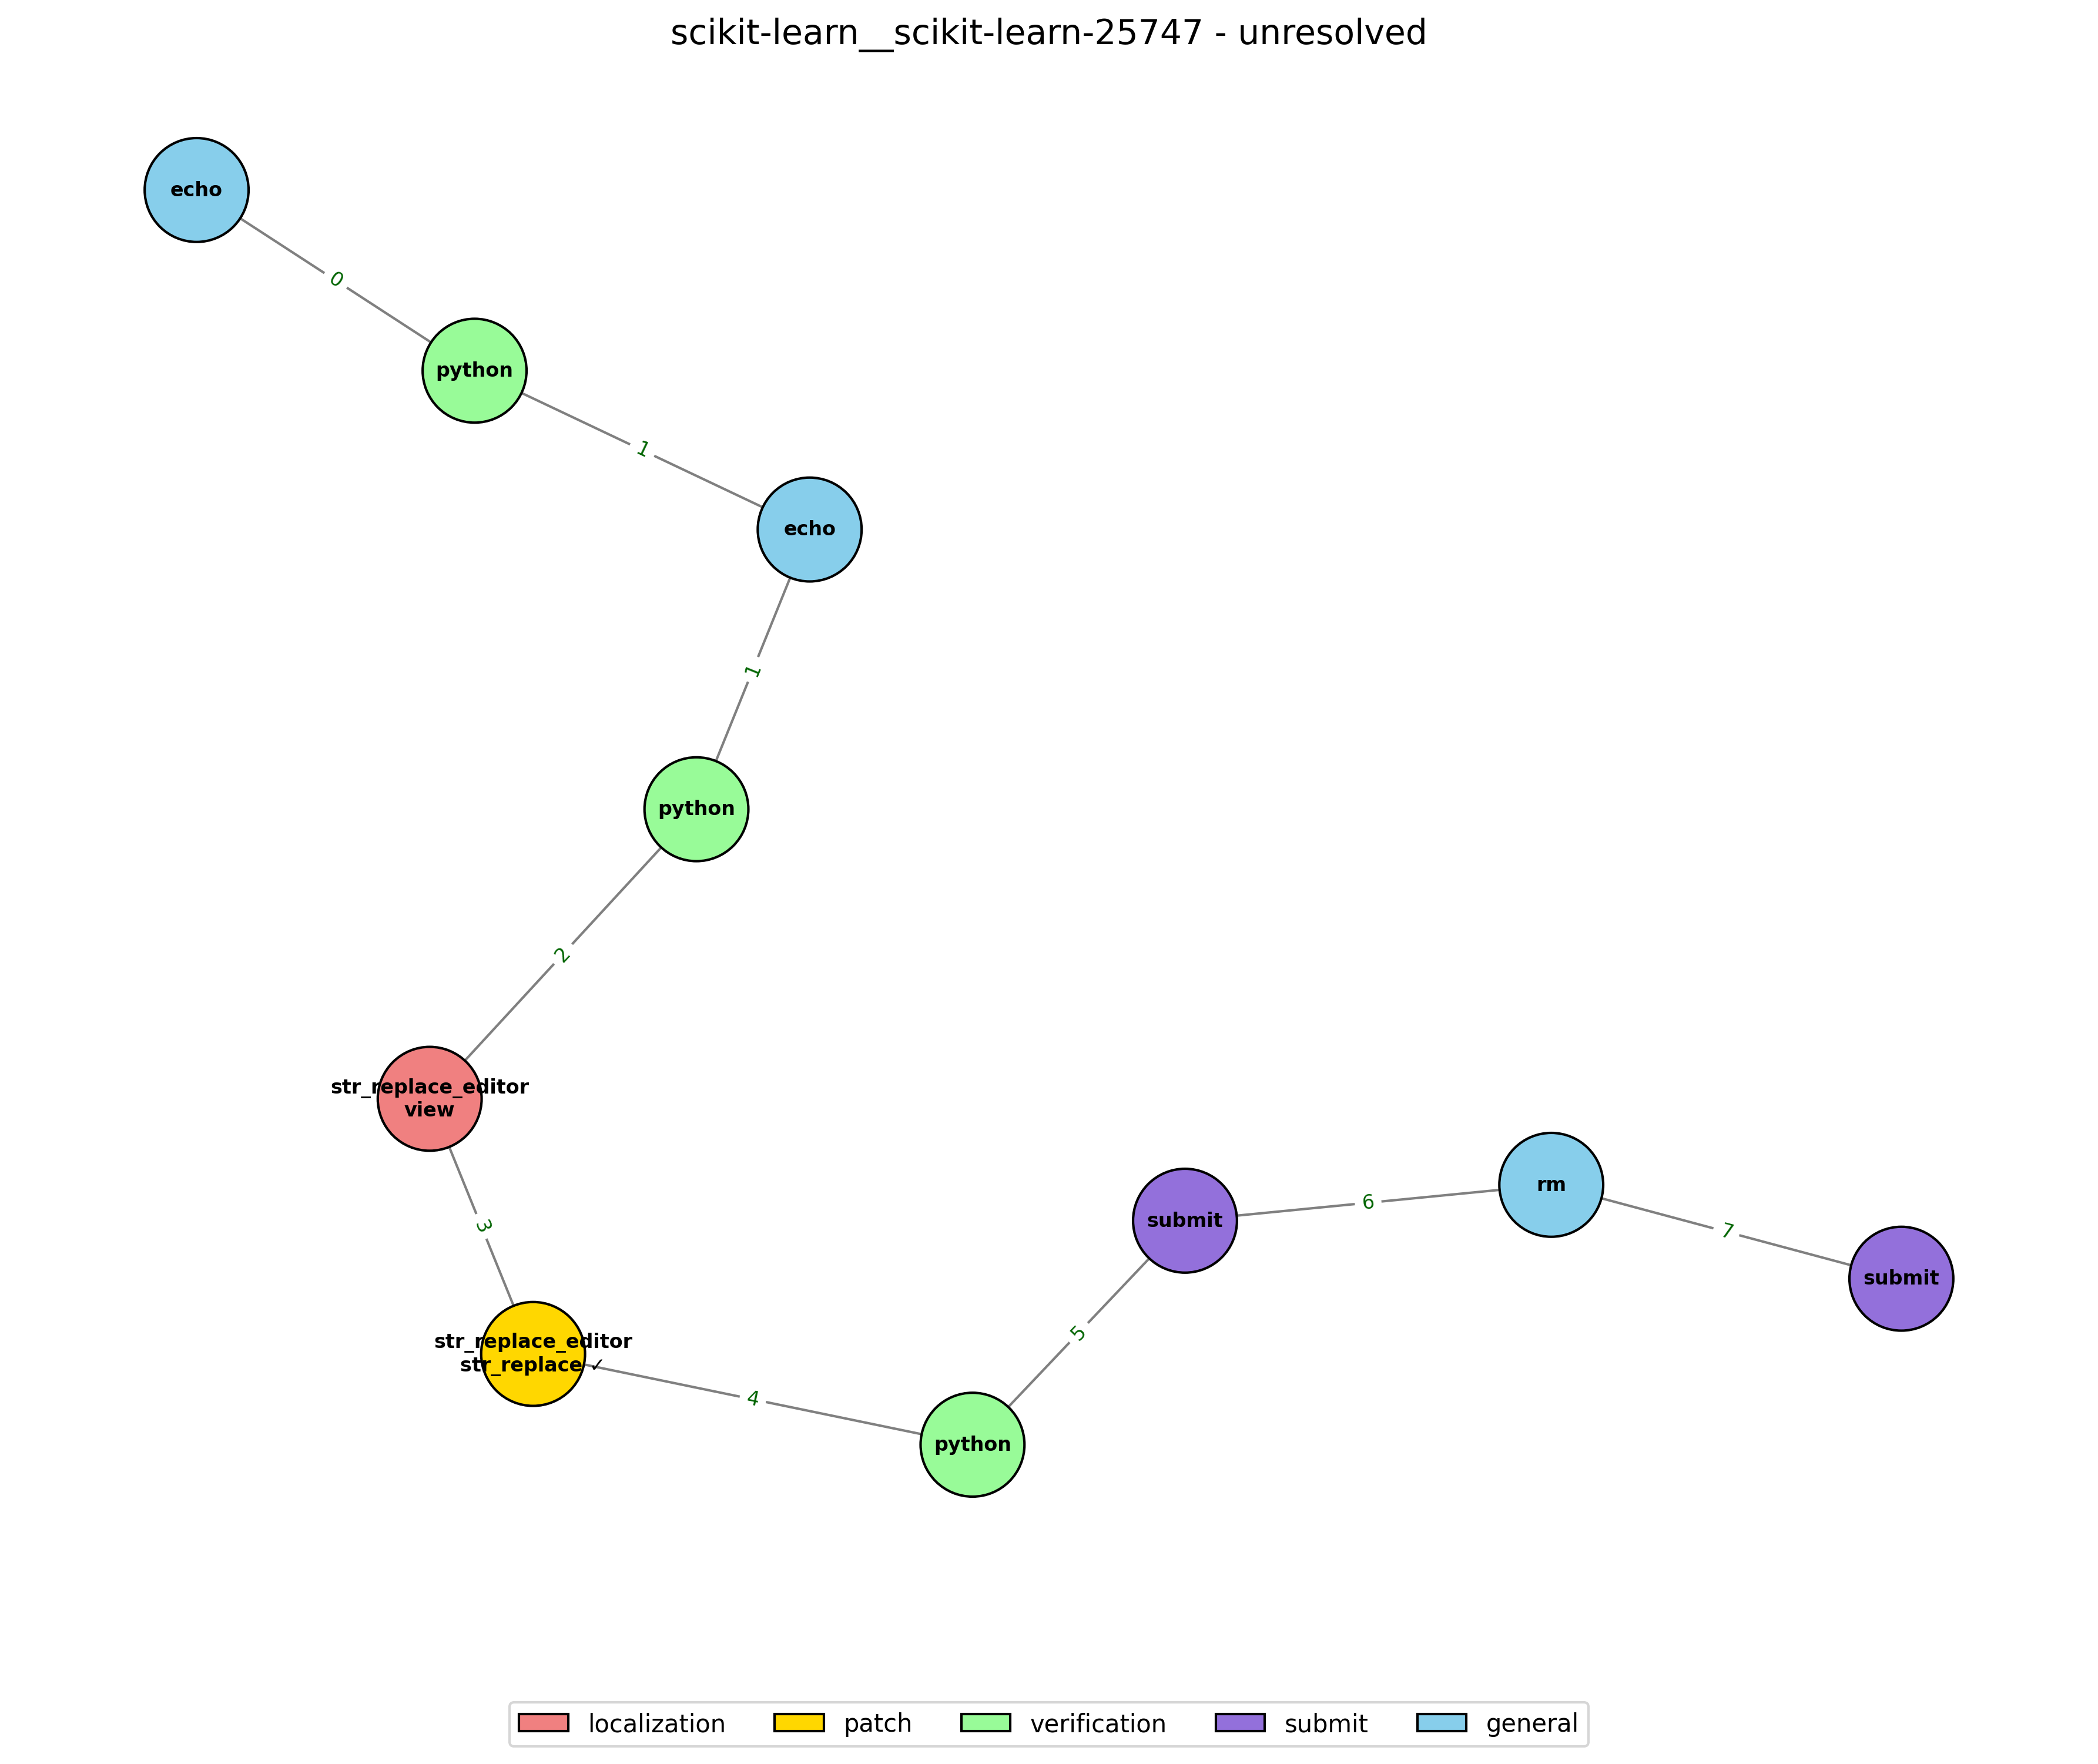 scikit-learn__scikit-learn-25747 - unresolved
echo
0
python
1
echo
1
python
2
str_replace_editor
view
3
str_replace_editor
str_replace ✓
4
python
5
submit
6
rm
7
submit
localization
patch
verification
submit
general